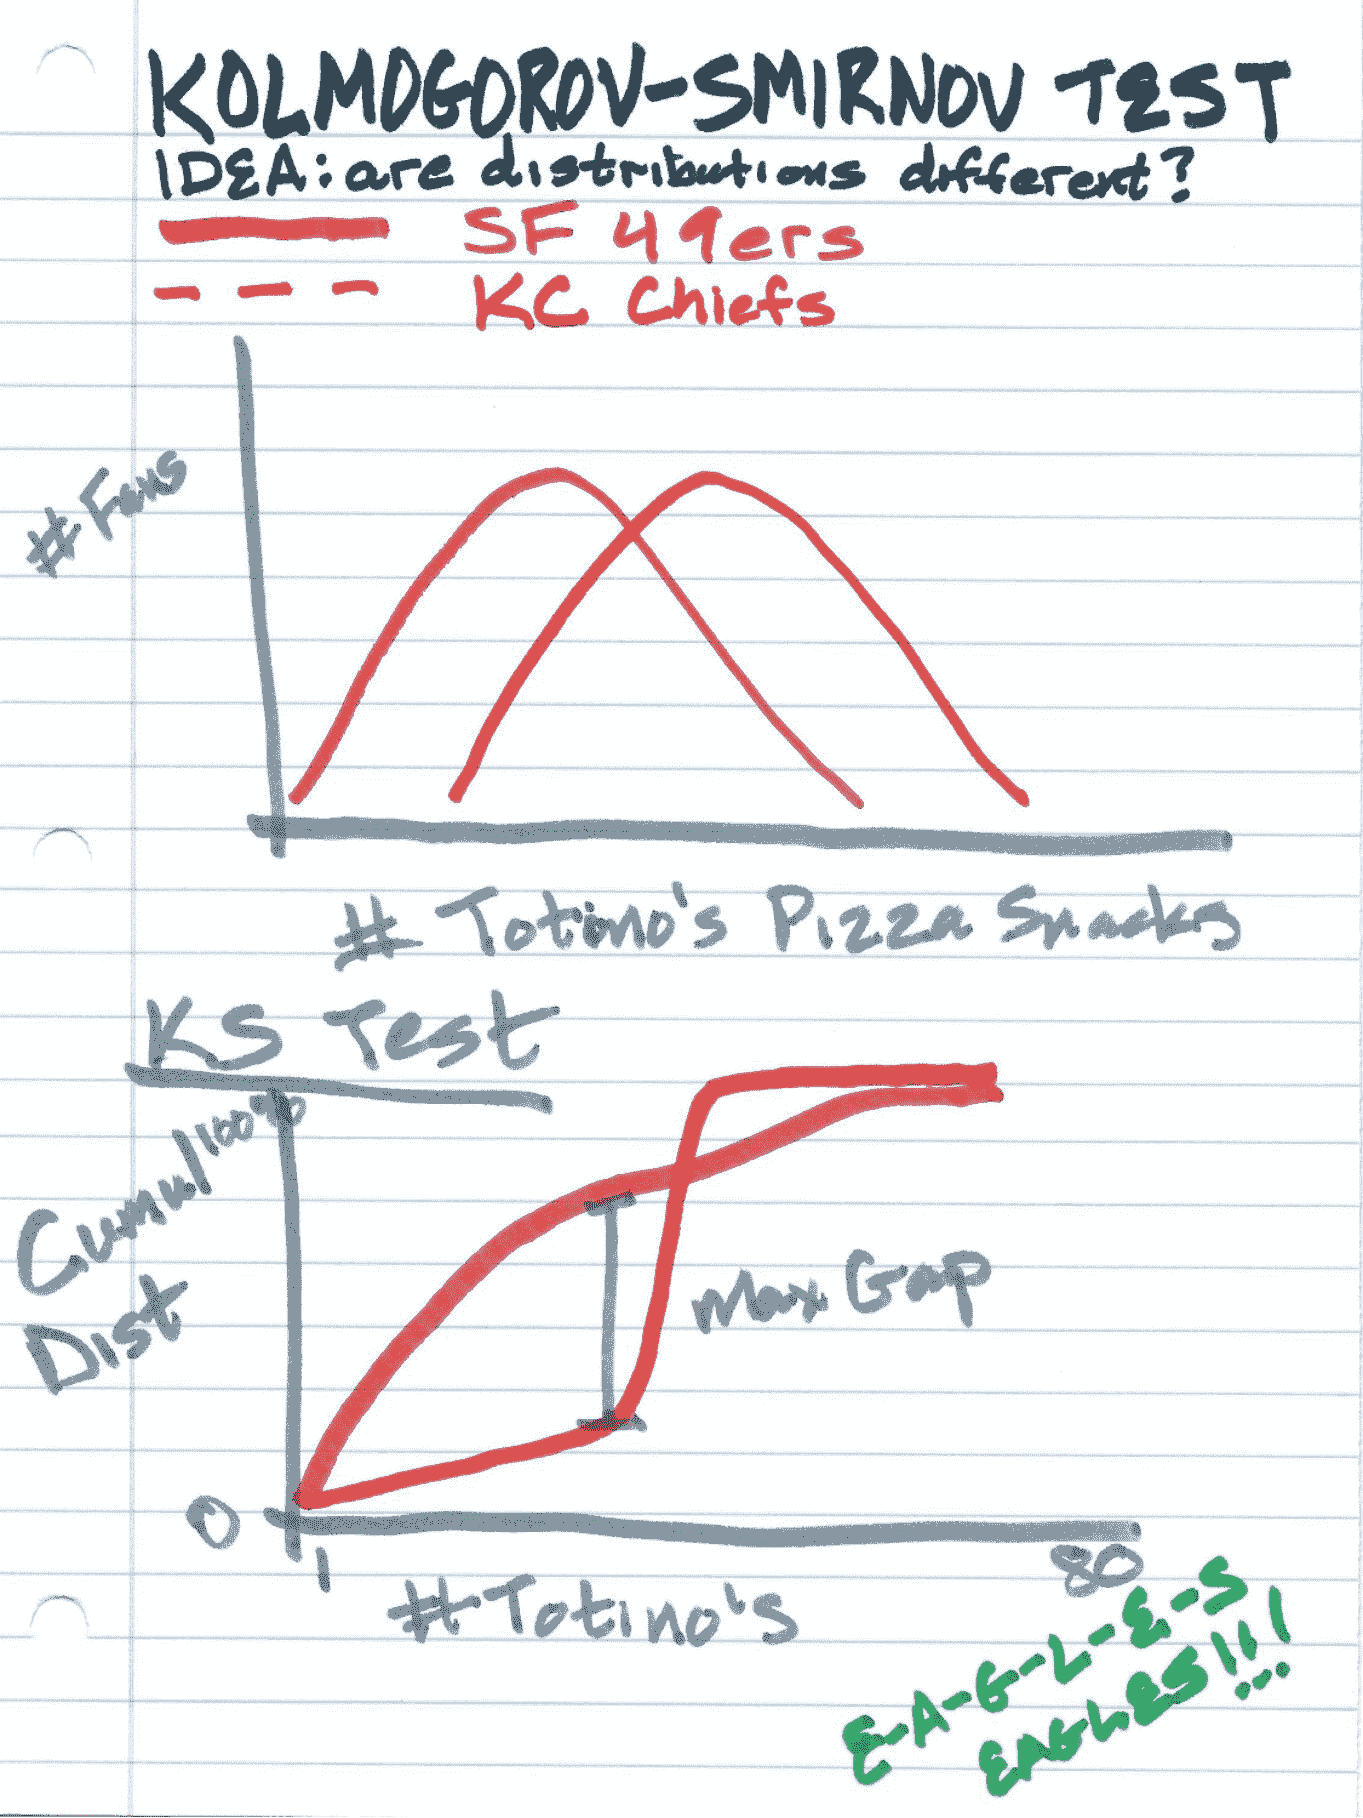 KOLMOGOROV-SMIRNOV TEST
IDEA: are distributions different?
SF 49ers
KC Chiefs
# Fans
# Totino's Pizza Snacks
KS Test
100%
Cumul
Dist
Max Gap
0
1
80
# Totino's
E-A-G-L-E-S
EAGLES!!!